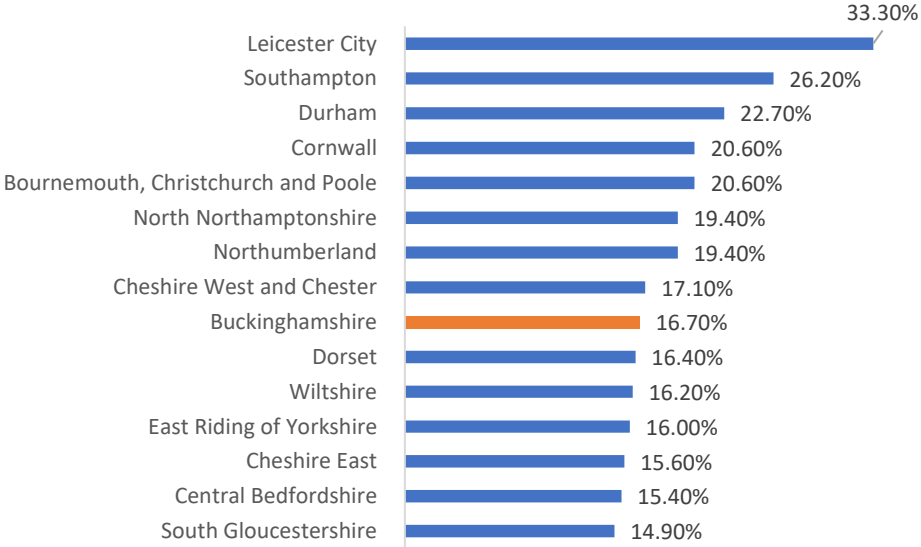 33.30%
Leicester City
Southampton 26.20%
Durham 22.70%
Cornwall 20.60%
Bournemouth, Christchurch and Poole 20.60%
North Northamptonshire 19.40%
Northumberland 19.40%
Cheshire West and Chester 17.10%
Buckinghamshire 16.70%
Dorset 16.40%
Wiltshire 16.20%
East Riding of Yorkshire 16.00%
Cheshire East 15.60%
Central Bedfordshire 15.40%
South Gloucestershire 14.90%